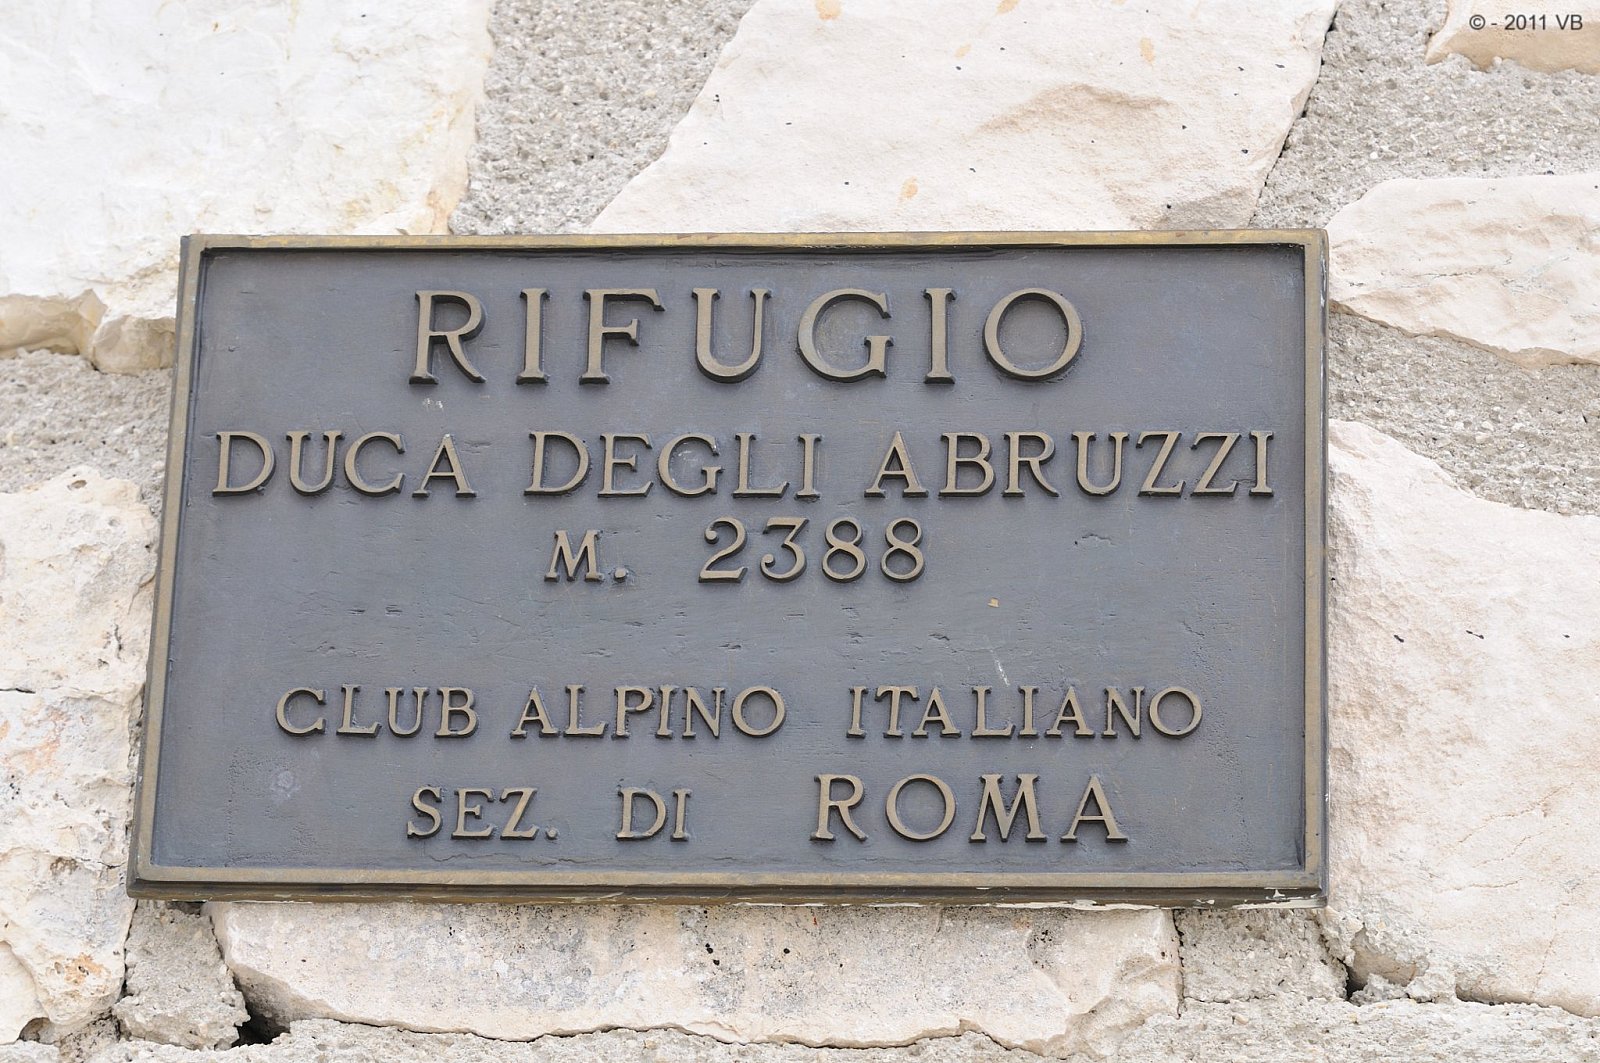 © - 2011 VB
RIFUGIO
DUCA DEGLI ABRUZZI
M. 2388
CLUB ALPINO ITALIANO
SEZ. DI ROMA